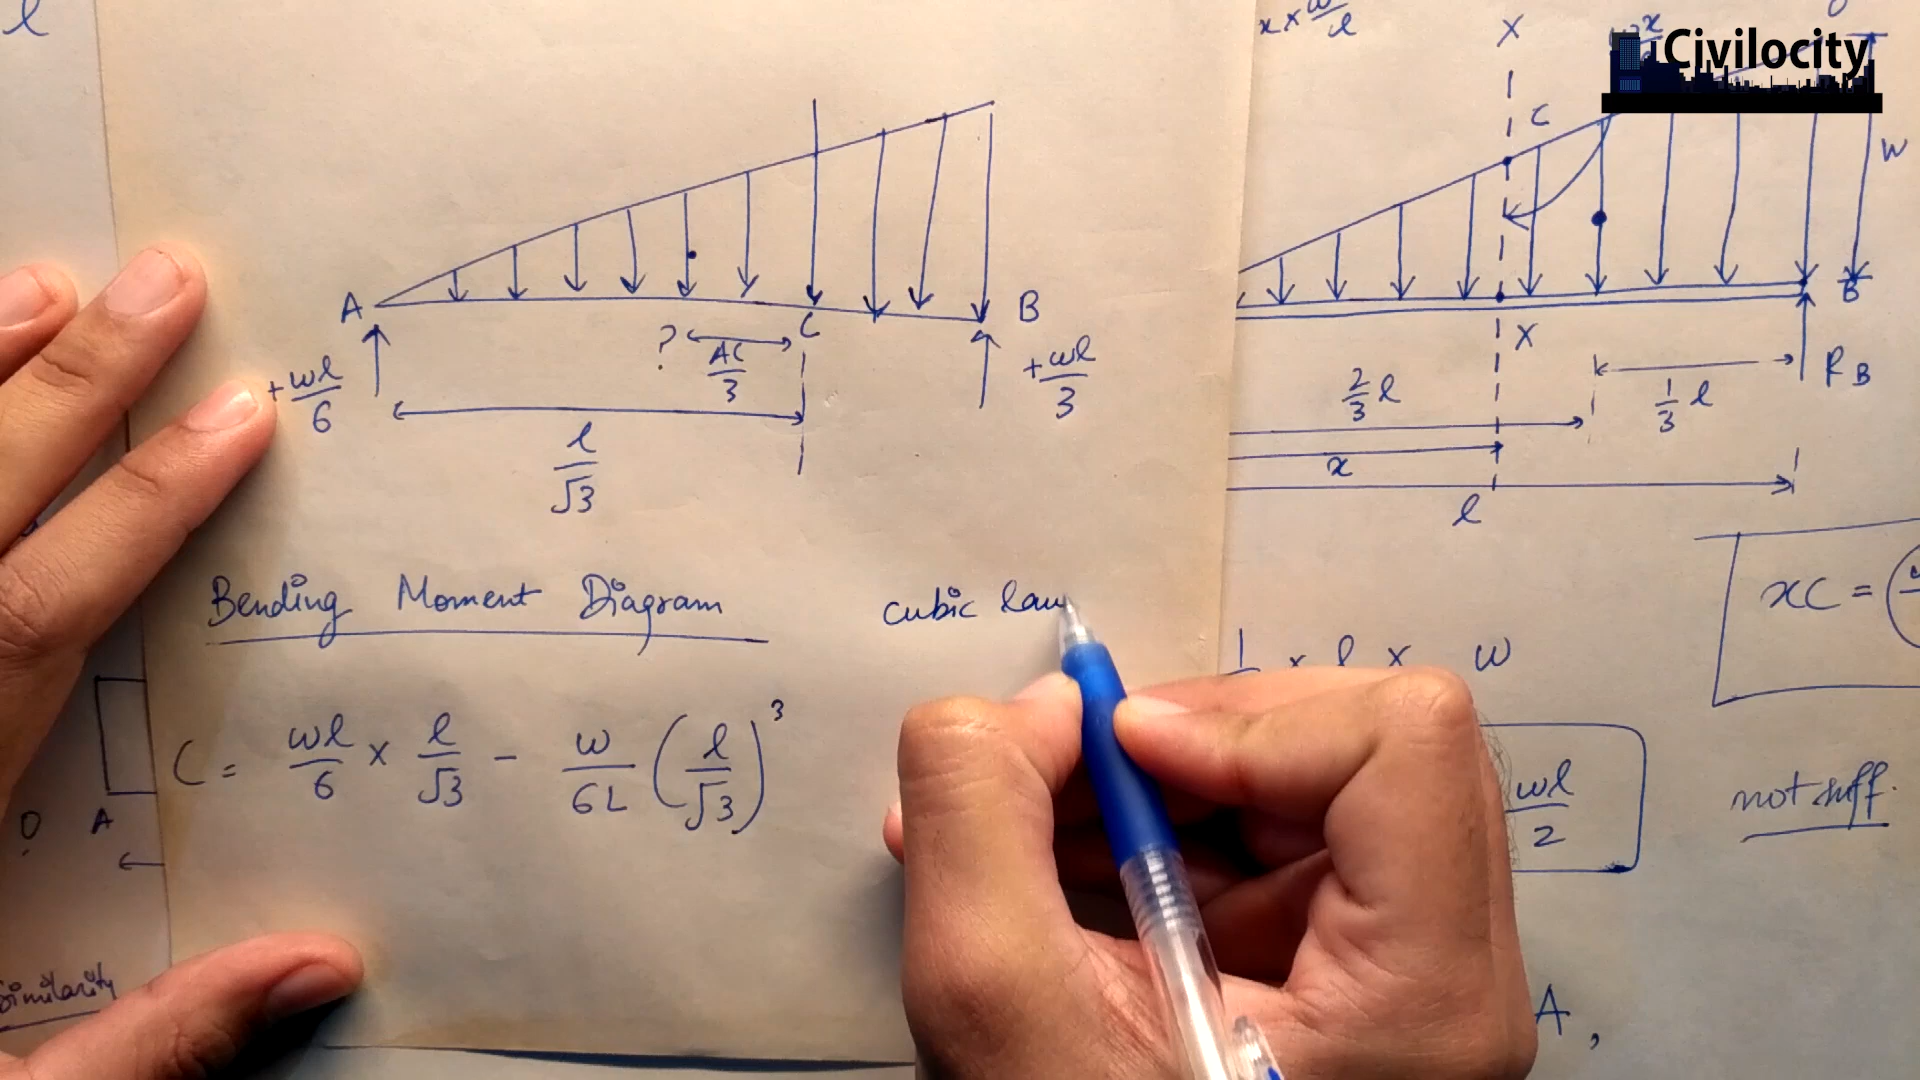 l
x × w/l
X
Civilocity
C
W
A
C
B
B
X
+ wl/6
? AC/3
+ wl/3
2/3 l
1/3 l
R B
l/√3
x
l
Bending Moment Diagram
cubic law
xC =
C = wl/6 × l/√3 - w/6L (l/√3)^3
× l × w
wl/2
not suff.
0 A
Similarity
A,